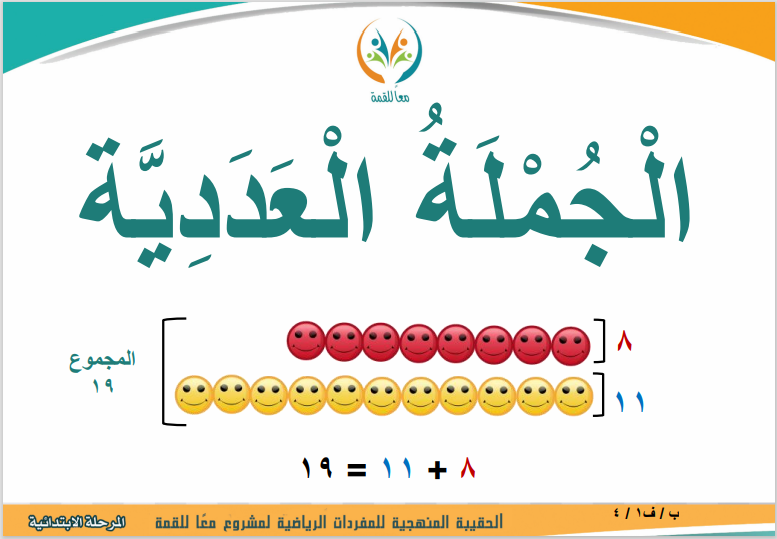 معاً للقمة
الْجُمْلَةُ الْعَدَدِيَّة
٨
المجموع
١٩
١١
٨ + ١١ = ١٩
ب / ف١ / ٤
الحقيبة المنهجية للمفردات الرياضية لمشروع معًا للقمة
المرحلة الابتدائية